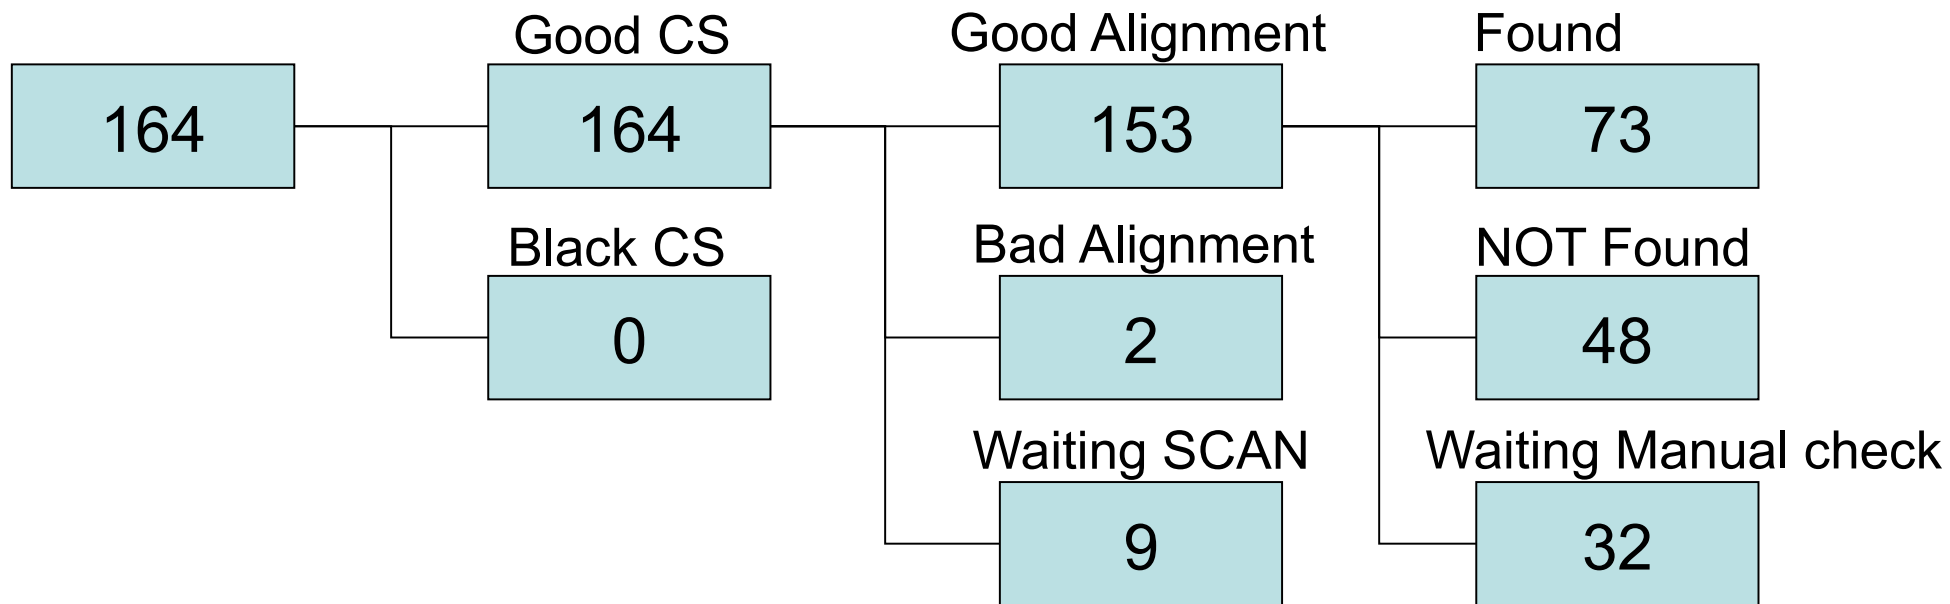 Good CS
Good Alignment
Found
164
164
153
73
Black CS
Bad Alignment
NOT Found
0
2
48
Waiting SCAN
Waiting Manual check
9
32